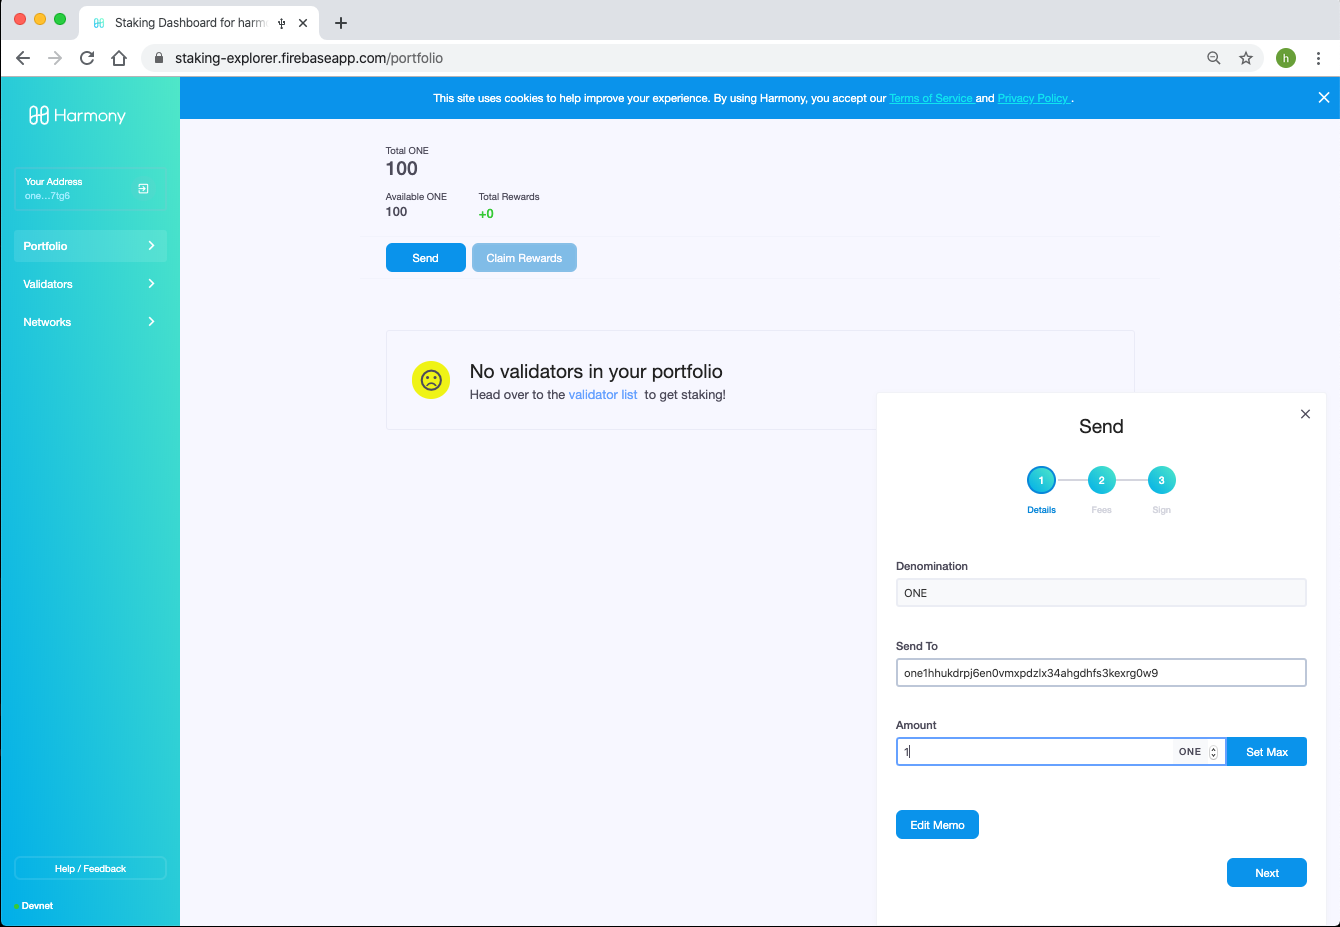 Staking Dashboard for harm
staking-explorer.firebaseapp.com/portfolio
h
Harmony
This site uses cookies to help improve your experience. By using Harmony, you accept our Terms of Service and Privacy Policy .
Your Address
one...7tg6
Portfolio
Validators
Networks
Help / Feedback
Devnet
Total ONE
100
Available ONE
Total Rewards
100
+0
Send
Claim Rewards
No validators in your portfolio
Head over to the validator list to get staking!
Send
1
2
3
Details
Fees
Sign
Denomination
ONE
Send To
one1hhukdrpj6en0vmxpdzlx34ahgdhfs3kexrg0w9
Amount
1
ONE
Set Max
Edit Memo
Next